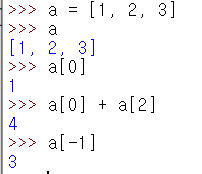 >>> a = [1, 2, 3]
>>> a
[1, 2, 3]
>>> a[0]
1
>>> a[0] + a[2]
4
>>> a[-1]
3